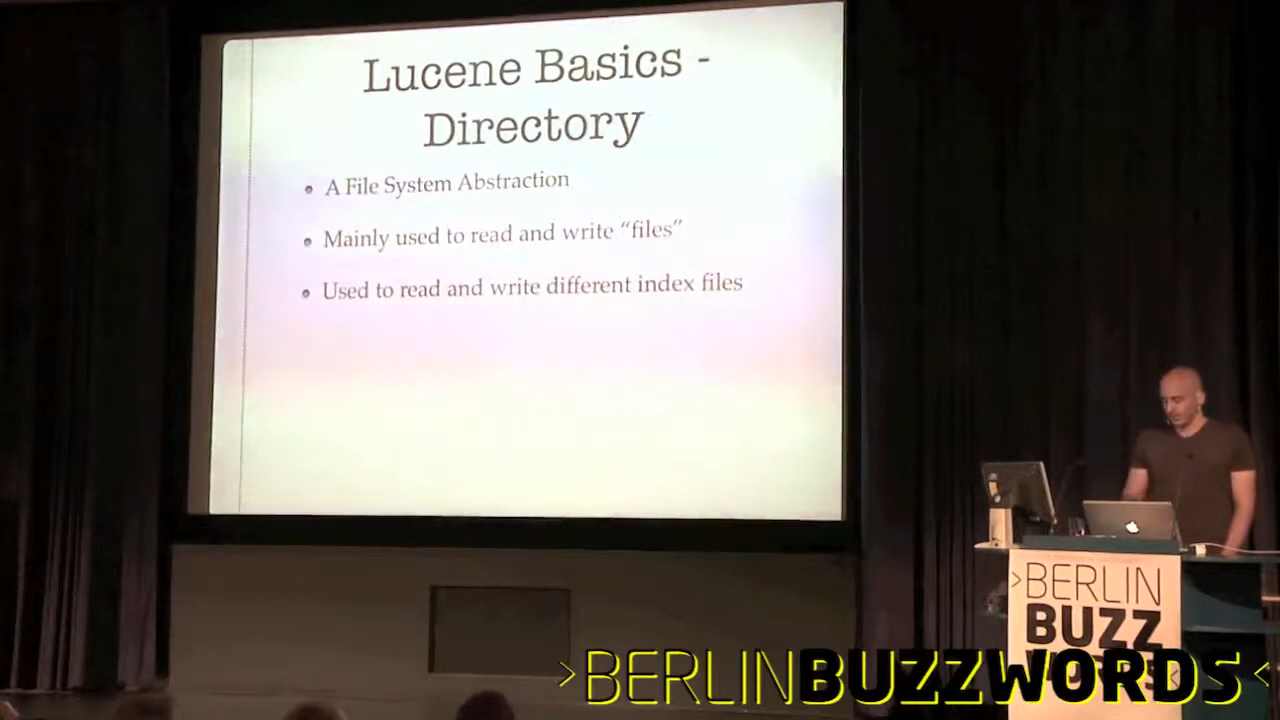 Lucene Basics -
Directory
A File System Abstraction
Mainly used to read and write “files”
Used to read and write different index files
>BERLIN
BUZZ
WORDS<
>BERLINBUZZWORDS<